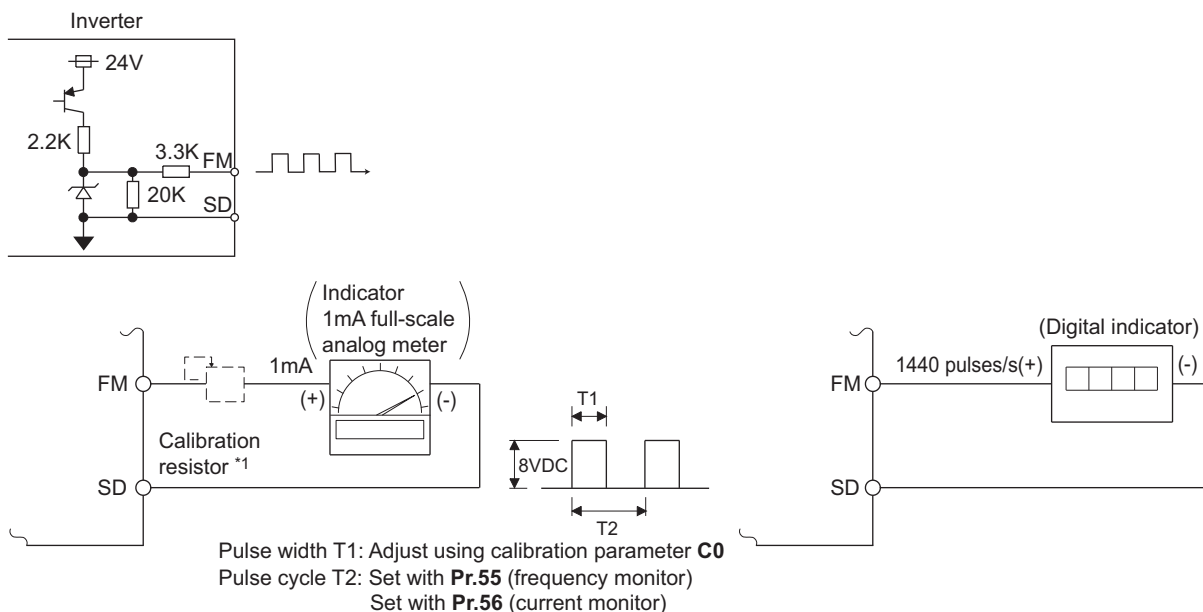 Inverter
24V
2.2K
3.3K
FM
20K
SD
Indicator
1mA full-scale
analog meter
1mA
FM
(+)
(-)
Calibration
resistor *1
SD
T1
8VDC
T2
Pulse width T1: Adjust using calibration parameter C0
Pulse cycle T2: Set with Pr.55 (frequency monitor)
Set with Pr.56 (current monitor)
(Digital indicator)
1440 pulses/s(+)
(-)
FM
SD